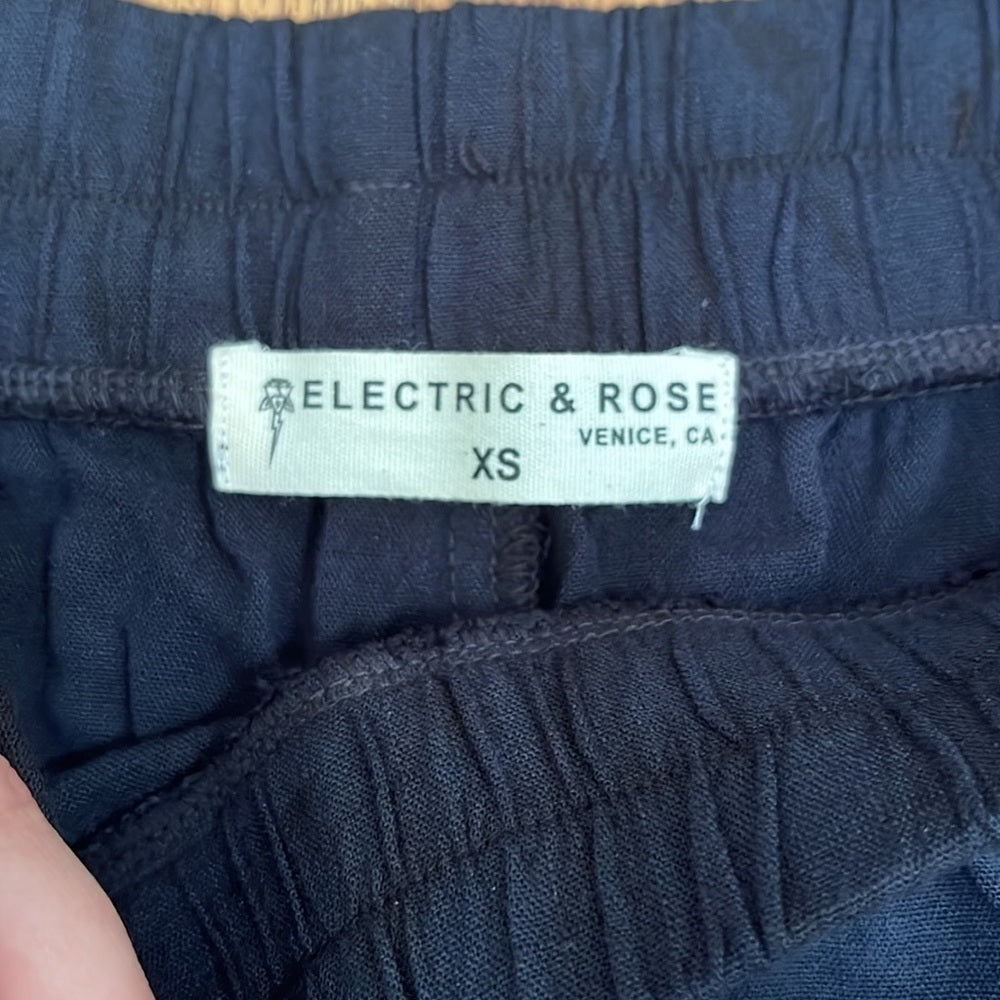 ELECTRIC & ROSE
VENICE, CA
XS